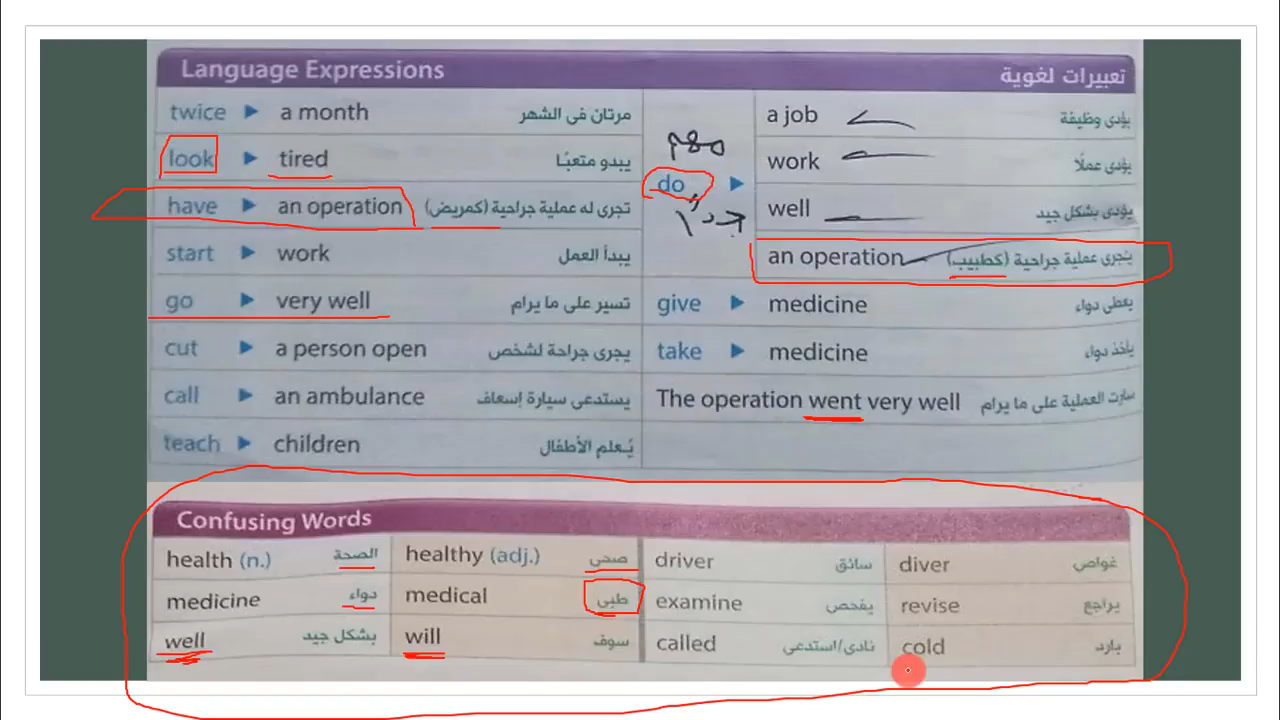 Language Expressions تعبيرات لغوية
twice ► a month مرتان فى الشهر
look ► tired يبدو متعبًا
have ► an operation تجرى له عملية جراحية (كمريض)
start ► work يبدأ العمل
go ► very well تسير على ما يرام
cut ► a person open يجرى جراحة لشخص
call ► an ambulance يستدعى سيارة إسعاف
teach ► children يُعلم الأطفال
مهم
do ►
جدا
a job يؤدى وظيفة
work يؤدى عملًا
well يؤدى بشكل جيد
an operation يُجرى عملية جراحية (كطبيب)
give ► medicine يعطى دواء
take ► medicine يأخذ دواء
The operation went very well سارت العملية على ما يرام
Confusing Words
health (n.) الصحة healthy (adj.) صحى driver سائق diver غواص
medicine دواء medical طبى examine يفحص revise يراجع
well بشكل جيد will سوف called نادى/استدعى cold بارد